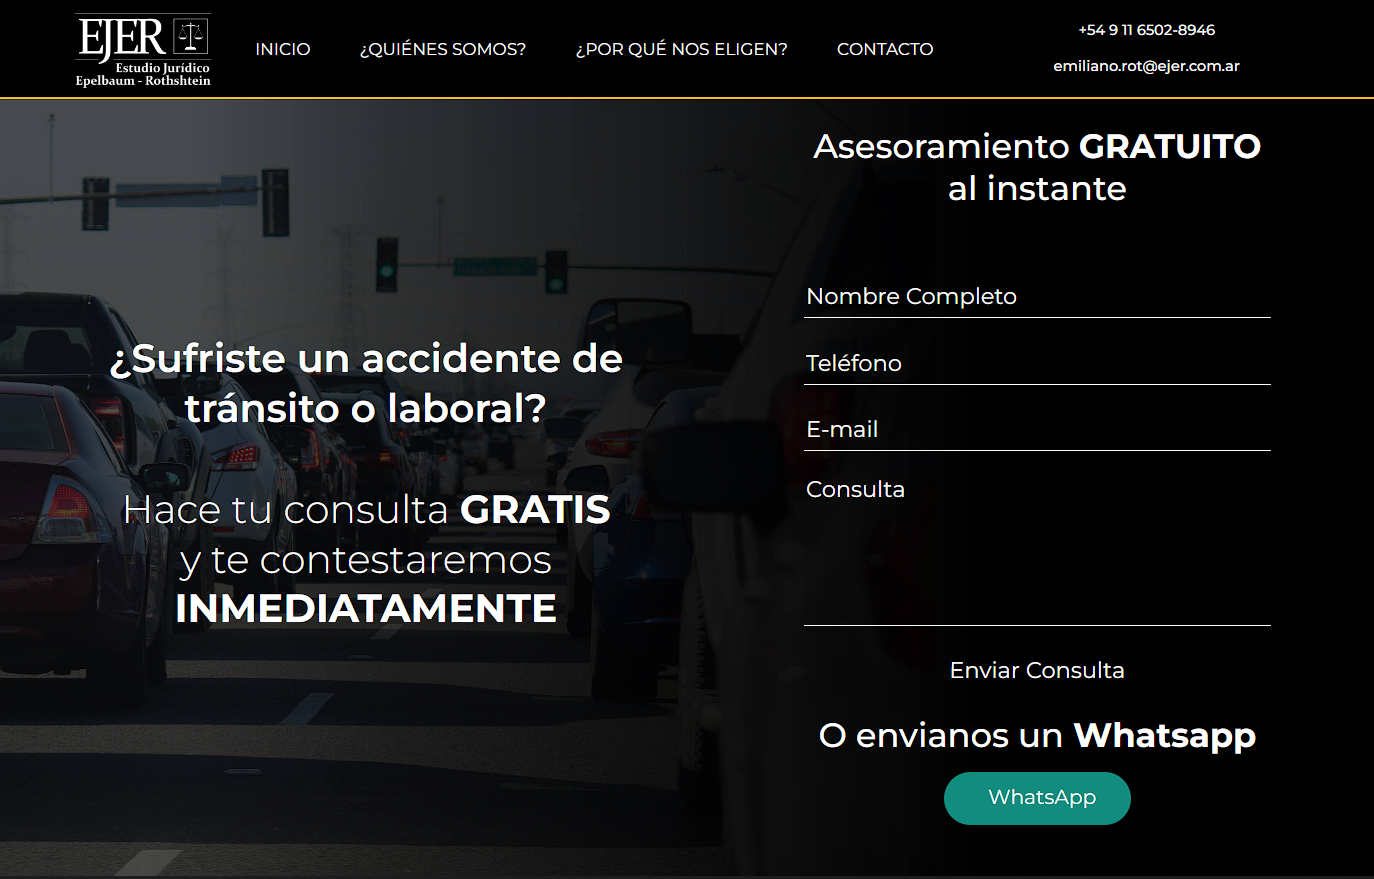 EJER
Estudio Jurídico
Epelbaum - Rothshtein
INICIO
¿QUIÉNES SOMOS?
¿POR QUÉ NOS ELIGEN?
CONTACTO
+54 9 11 6502-8946
emiliano.rot@ejer.com.ar
¿Sufriste un accidente de
tránsito o laboral?
Hace tu consulta GRATIS
y te contestaremos
INMEDIATAMENTE
Asesoramiento GRATUITO
al instante
Nombre Completo
Teléfono
E-mail
Consulta
Enviar Consulta
O envianos un Whatsapp
WhatsApp